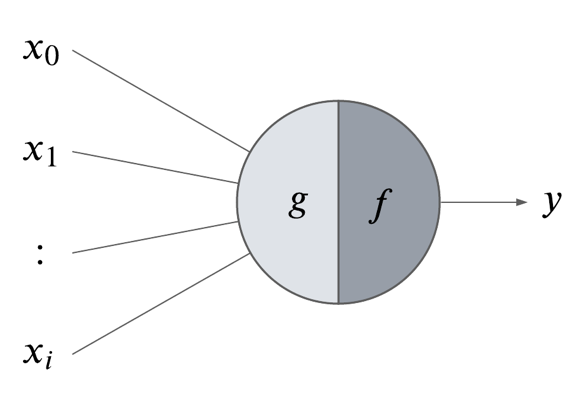 x₀
x₁
:
xᵢ
g
f
y